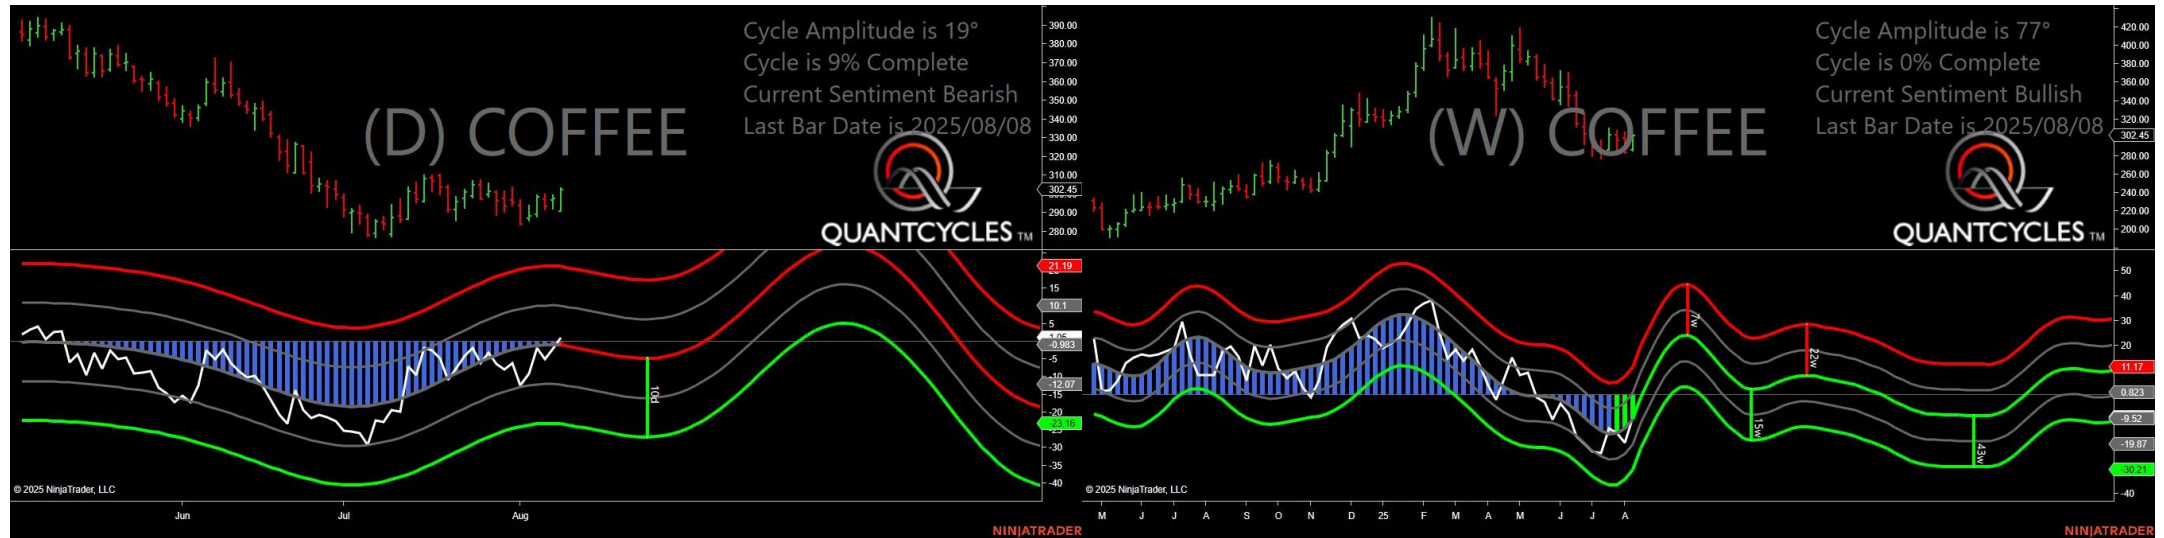 Cycle Amplitude is 19°
Cycle is 9% Complete
Current Sentiment Bearish
Last Bar Date is 2025/08/08
(D) COFFEE
QUANTCYCLES TM
390.00
380.00
370.00
360.00
350.00
340.00
330.00
320.00
310.00
302.45
290.00
280.00
21.19
15
10.1
5
-0.983
-5
-12.07
-15
-20
-23.16
-30
-35
-40
10d
© 2025 NinjaTrader, LLC
Jun
Jul
Aug
NINJATRADER
Cycle Amplitude is 77°
Cycle is 0% Complete
Current Sentiment Bullish
Last Bar Date is 2025/08/08
(W) COFFEE
QUANTCYCLES TM
420.00
400.00
380.00
360.00
340.00
320.00
302.45
280.00
260.00
240.00
220.00
200.00
50
40
30
20
11.17
0.823
-9.52
-19.87
-30.21
-40
7w
22w
15w
43w
© 2025 NinjaTrader, LLC
M J J A S O N D 25 F M A M J J A
NINJATRADER